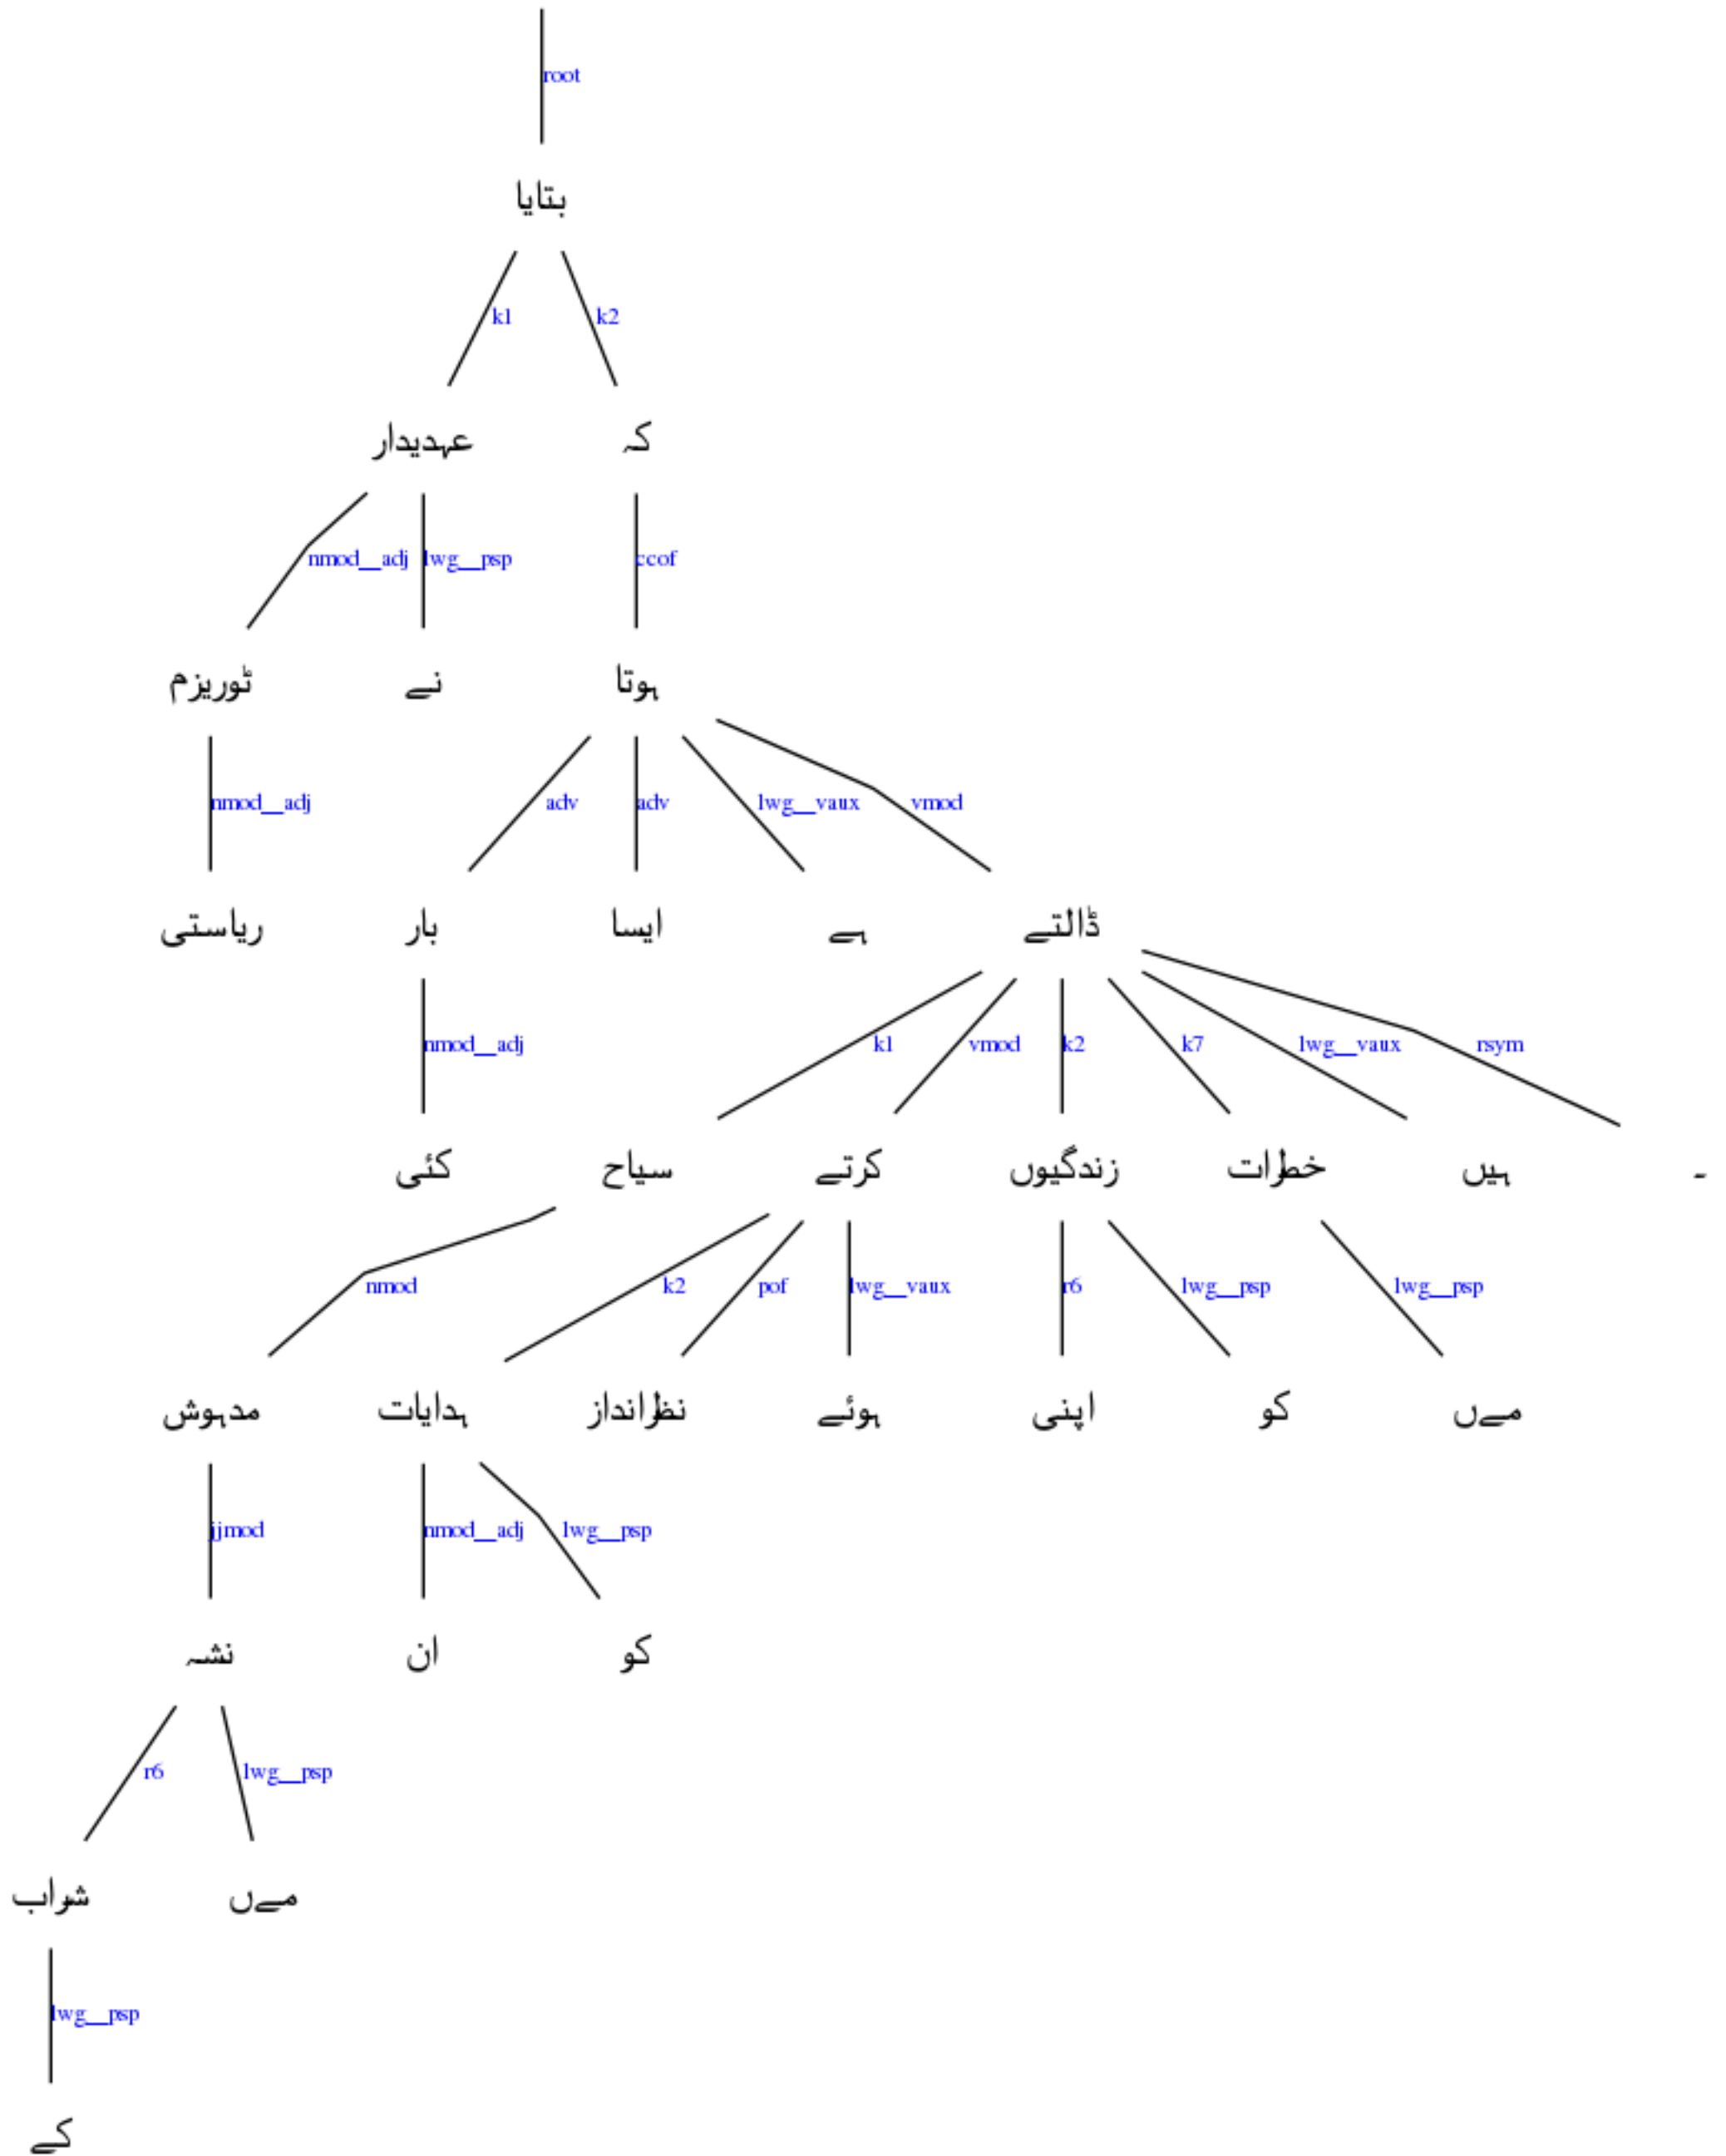 root
بتایا
k1 k2
عہدیدار کہ
nmod__adj lwg__psp ccof
ٹوریزم نے ہوتا
nmod__adj adv adv lwg__vaux vmod
ریاستی بار ایسا ہے ڈالتے
nmod__adj k1 vmod k2 k7 lwg__vaux rsym
کئی سیاح کرتے زندگیوں خطرات ہیں ۔
nmod k2 pof lwg__vaux r6 lwg__psp lwg__psp
مدہوش ہدایات نظرانداز ہوئے اپنی کو مےں
jjmod nmod__adj lwg__psp
نشہ ان کو
r6 lwg__psp
شراب مےں
lwg__psp
کے